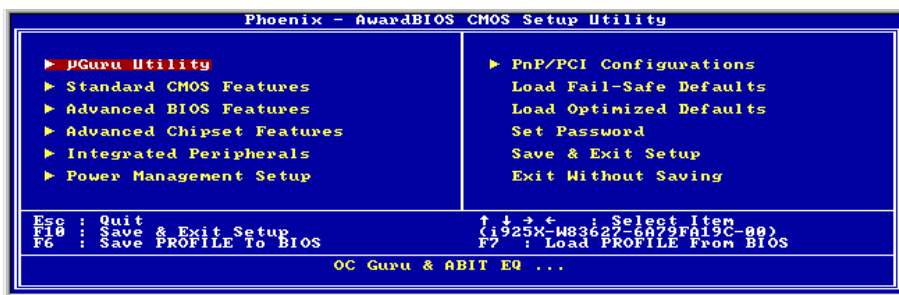 Phoenix - AwardBIOS CMOS Setup Utility
► µGuru Utility
► Standard CMOS Features
► Advanced BIOS Features
► Advanced Chipset Features
► Integrated Peripherals
► Power Management Setup
► PnP/PCI Configurations
Load Fail-Safe Defaults
Load Optimized Defaults
Set Password
Save & Exit Setup
Exit Without Saving
Esc : Quit
F10 : Save & Exit Setup
F6 : Save PROFILE To BIOS
↑ ↓ → ← : Select Item
(i925X-W83627-6A79FA19C-00)
F7 : Load PROFILE From BIOS
OC Guru & ABIT EQ ...